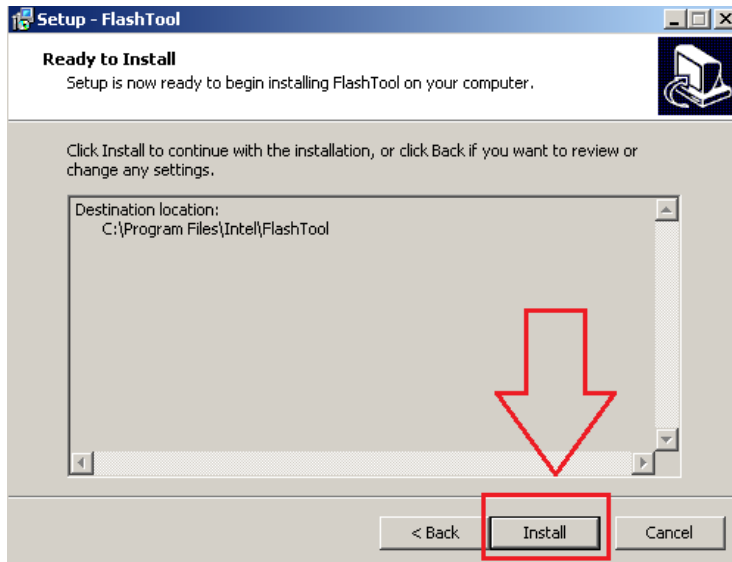 Setup - FlashTool
Ready to Install
Setup is now ready to begin installing FlashTool on your computer.
Click Install to continue with the installation, or click Back if you want to review or
change any settings.
Destination location:
C:\Program Files\Intel\FlashTool
< Back
Install
Cancel